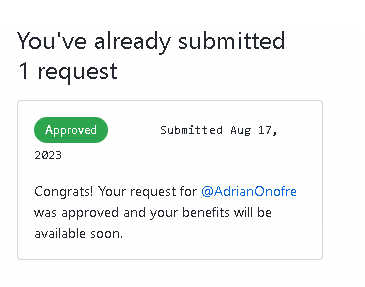 You've already submitted
1 request
Approved Submitted Aug 17,
2023
Congrats! Your request for @AdrianOnofre
was approved and your benefits will be
available soon.